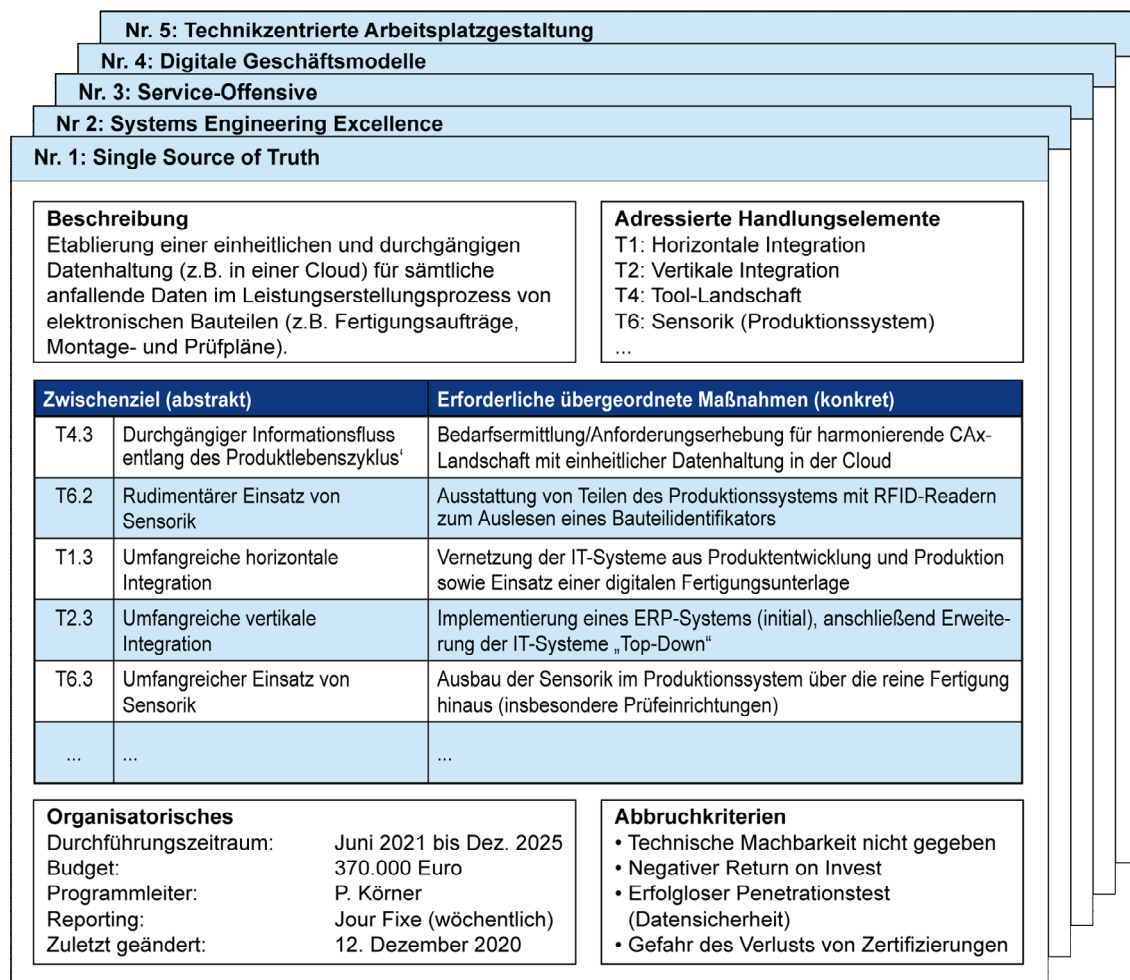 Nr. 5: Technikzentrierte Arbeitsplatzgestaltung
Nr. 4: Digitale Geschäftsmodelle
Nr. 3: Service-Offensive
Nr 2: Systems Engineering Excellence
Nr. 1: Single Source of Truth
Beschreibung
Etablierung einer einheitlichen und durchgängigen
Datenhaltung (z.B. in einer Cloud) für sämtliche
anfallende Daten im Leistungserstellungsprozess von
elektronischen Bauteilen (z.B. Fertigungsaufträge,
Montage- und Prüfpläne).
Adressierte Handlungselemente
T1: Horizontale Integration
T2: Vertikale Integration
T4: Tool-Landschaft
T6: Sensorik (Produktionssystem)
...
Zwischenziel (abstrakt) Erforderliche übergeordnete Maßnahmen (konkret)
T4.3 Durchgängiger Informationsfluss
entlang des Produktlebenszyklus‘
Bedarfsermittlung/Anforderungserhebung für harmonierende CAx-
Landschaft mit einheitlicher Datenhaltung in der Cloud
T6.2 Rudimentärer Einsatz von
Sensorik
Ausstattung von Teilen des Produktionssystems mit RFID-Readern
zum Auslesen eines Bauteilidentifikators
T1.3 Umfangreiche horizontale
Integration
Vernetzung der IT-Systeme aus Produktentwicklung und Produktion
sowie Einsatz einer digitalen Fertigungsunterlage
T2.3 Umfangreiche vertikale
Integration
Implementierung eines ERP-Systems (initial), anschließend Erweite-
rung der IT-Systeme „Top-Down“
T6.3 Umfangreicher Einsatz von
Sensorik
Ausbau der Sensorik im Produktionssystem über die reine Fertigung
hinaus (insbesondere Prüfeinrichtungen)
... ... ...
Organisatorisches
Durchführungszeitraum: Juni 2021 bis Dez. 2025
Budget: 370.000 Euro
Programmleiter: P. Körner
Reporting: Jour Fixe (wöchentlich)
Zuletzt geändert: 12. Dezember 2020
Abbruchkriterien
• Technische Machbarkeit nicht gegeben
• Negativer Return on Invest
• Erfolgloser Penetrationstest
(Datensicherheit)
• Gefahr des Verlusts von Zertifizierungen